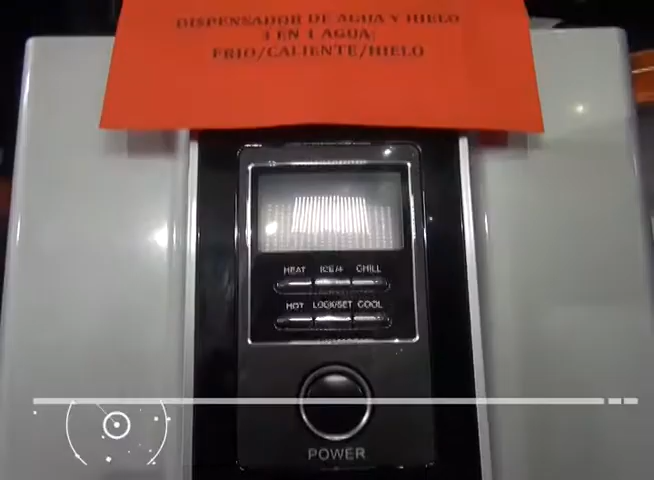 DISPENSADOR DE AGUA Y HIELO
3 EN 1 AGUA:
FRIO/CALIENTE/HIELO
HEAT ICE/+ CHILL
HOT LOCK/SET COOL
POWER